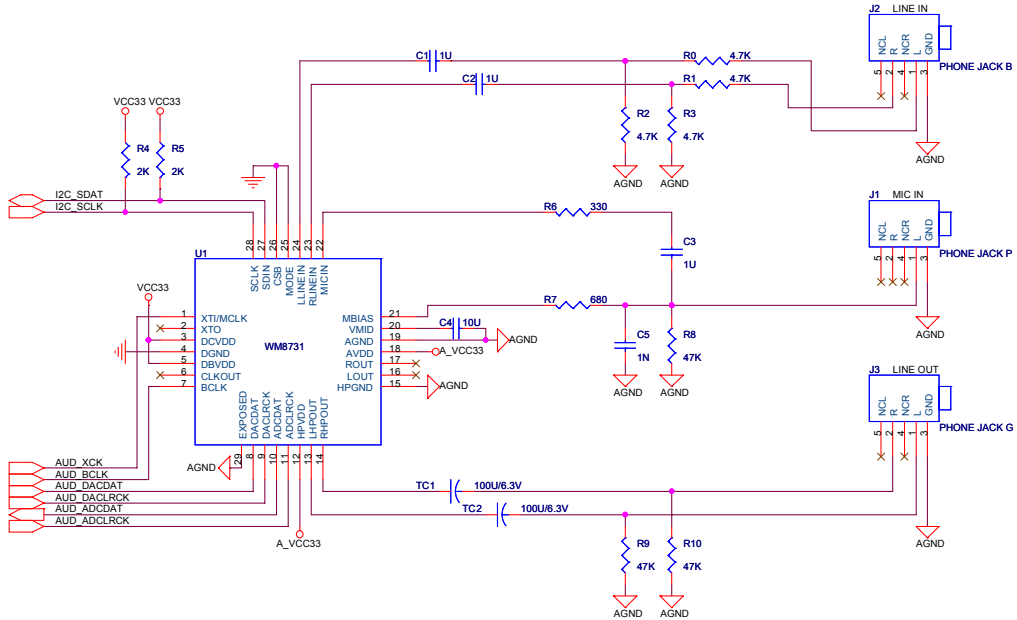 J2 LINE IN
NCL
R
NCR
L
GND
5
2
4
1
3
PHONE JACK B
C1 1U
R0 4.7K
C2 1U
R1 4.7K
R2
4.7K
R3
4.7K
AGND
AGND
AGND
VCC33 VCC33
R4
2K
R5
2K
I2C_SDAT
I2C_SCLK
J1 MIC IN
NCL
R
NCR
L
GND
5
2
4
1
3
PHONE JACK P
AGND
R6 330
C3
1U
R7 680
C5
1N
R8
47K
AGND
AGND
U1
28
27
26
25
24
23
22
SCLK
SDIN
CSB
MODE
LLINEIN
RLINEIN
MICIN
VCC33
1 XTI/MCLK
2 XTO
3 DCVDD
4 DGND
5 DBVDD
6 CLKOUT
7 BCLK
WM8731
MBIAS 21
VMID 20
AGND 19
AVDD 18
ROUT 17
LOUT 16
HPGND 15
C4 10U
AGND
A_VCC33
AGND
EXPOSED
DACDAT
DACLRCK
ADCDAT
ADCLRCK
HPVDD
LHPOUT
RHPOUT
29
8
9
10
11
12
13
14
AGND
A_VCC33
J3 LINE OUT
NCL
R
NCR
L
GND
5
2
4
1
3
PHONE JACK G
AGND
AUD_XCK
AUD_BCLK
AUD_DACDAT
AUD_DACLRCK
AUD_ADCDAT
AUD_ADCLRCK
TC1 100U/6.3V
TC2 100U/6.3V
R9
47K
R10
47K
AGND
AGND